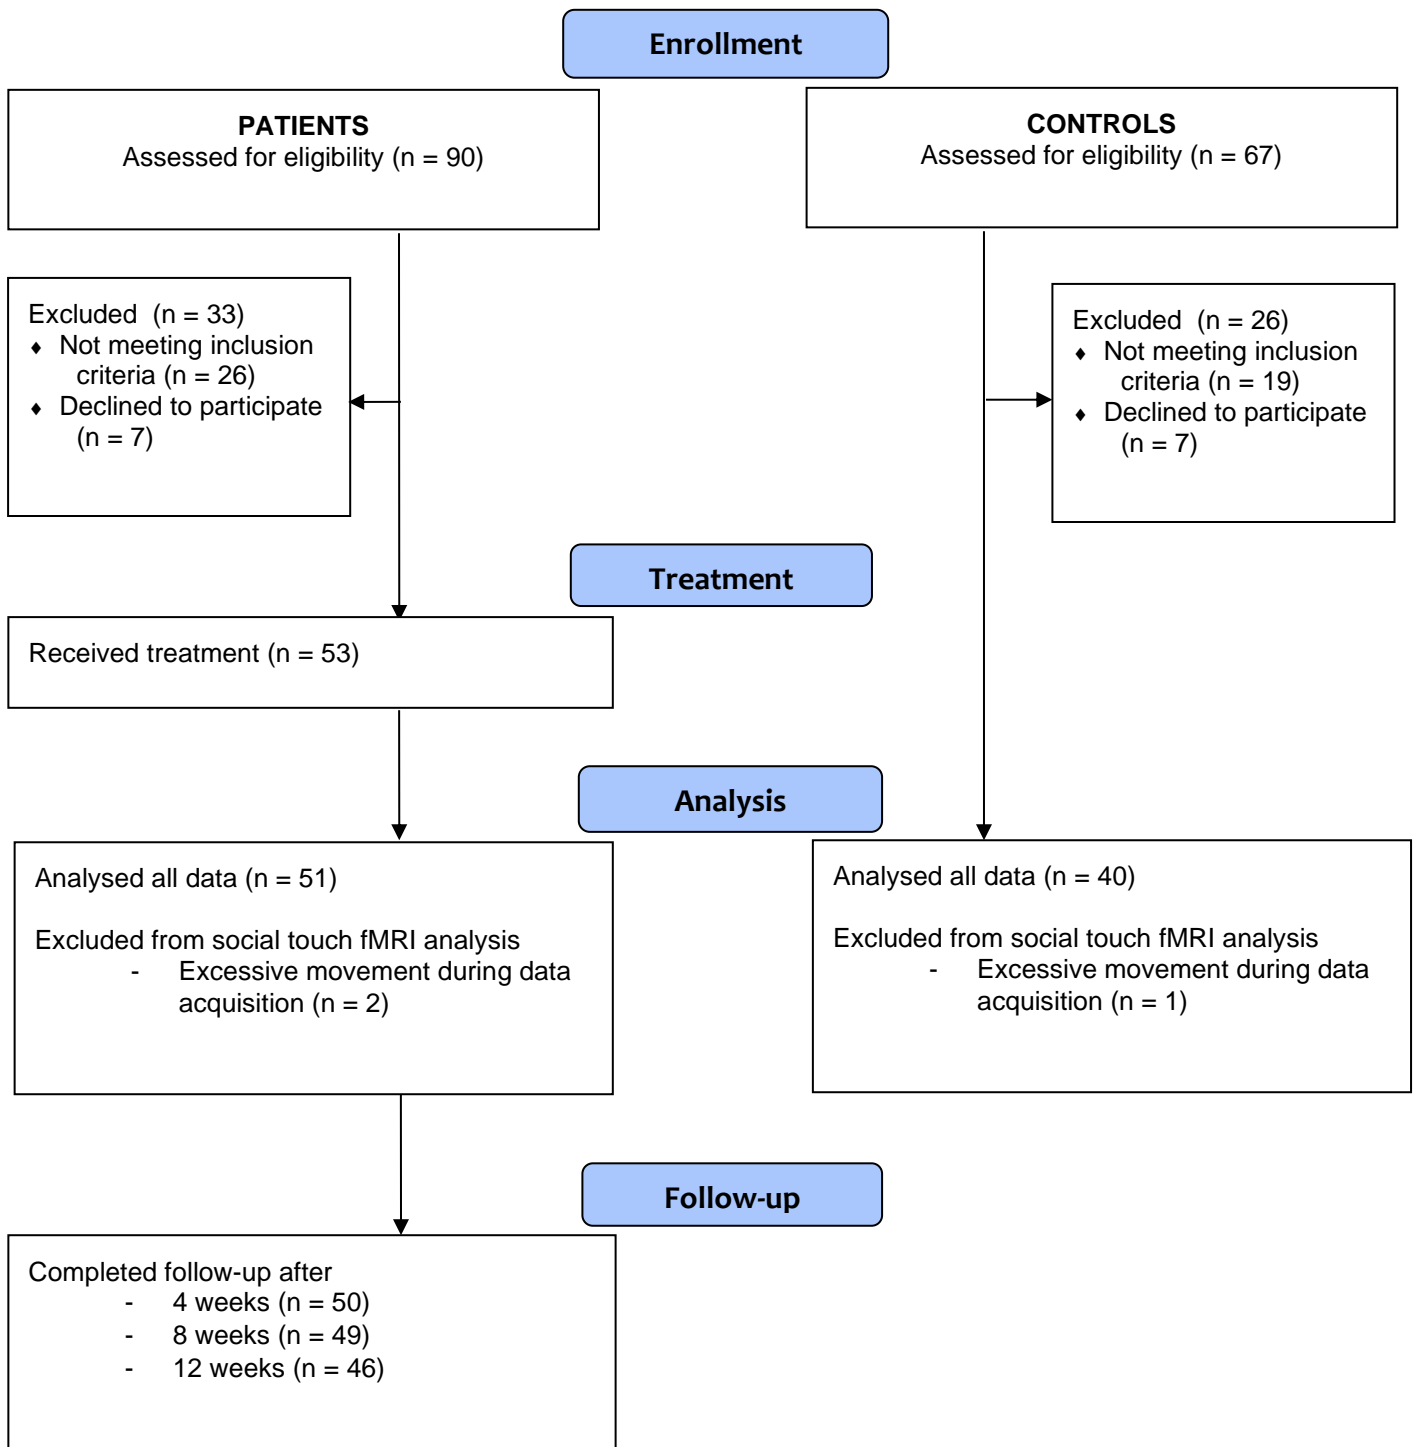 Enrollment
PATIENTS
Assessed for eligibility (n = 90)
CONTROLS
Assessed for eligibility (n = 67)
Excluded (n = 33)
♦ Not meeting inclusion
criteria (n = 26)
♦ Declined to participate
(n = 7)
Excluded (n = 26)
♦ Not meeting inclusion
criteria (n = 19)
♦ Declined to participate
(n = 7)
Treatment
Received treatment (n = 53)
Analysis
Analysed all data (n = 51)
Excluded from social touch fMRI analysis
- Excessive movement during data
acquisition (n = 2)
Analysed all data (n = 40)
Excluded from social touch fMRI analysis
- Excessive movement during data
acquisition (n = 1)
Follow-up
Completed follow-up after
- 4 weeks (n = 50)
- 8 weeks (n = 49)
- 12 weeks (n = 46)